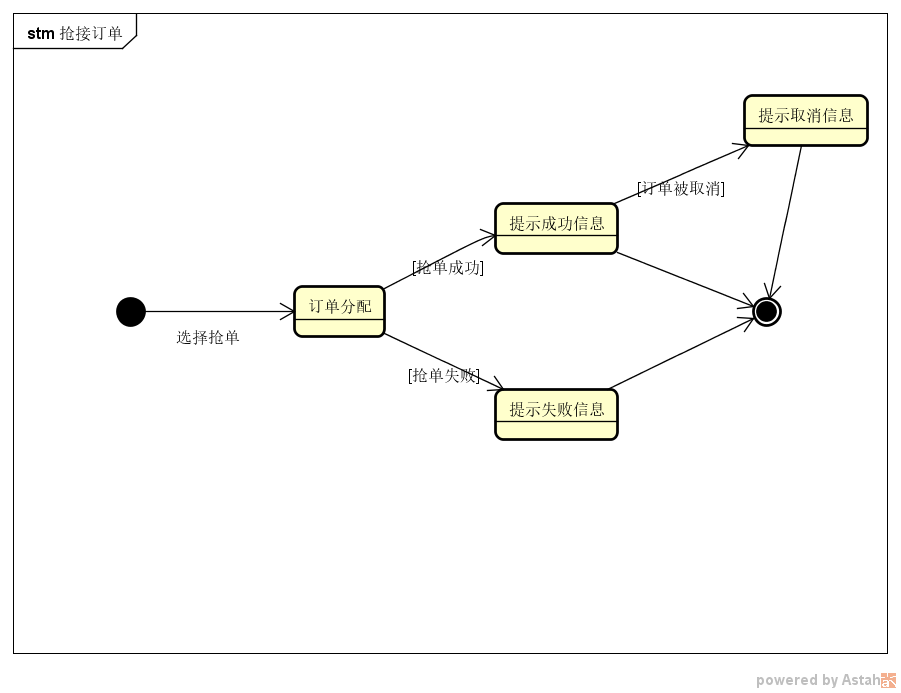 stm 抢接订单
提示取消信息
[订单被取消]
提示成功信息
[抢单成功]
订单分配
选择抢单
[抢单失败]
提示失败信息
powered by Astah